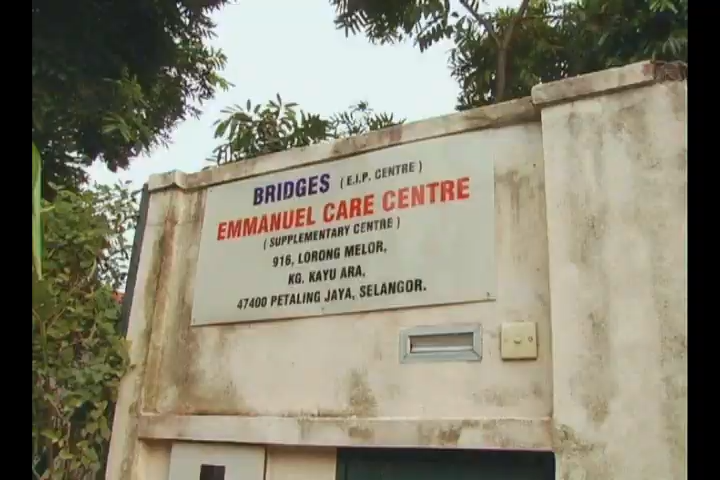 BRIDGES (E.I.P. CENTRE)
EMMANUEL CARE CENTRE
(SUPPLEMENTARY CENTRE)
916, LORONG MELOR,
KG. KAYU ARA,
47400 PETALING JAYA, SELANGOR.